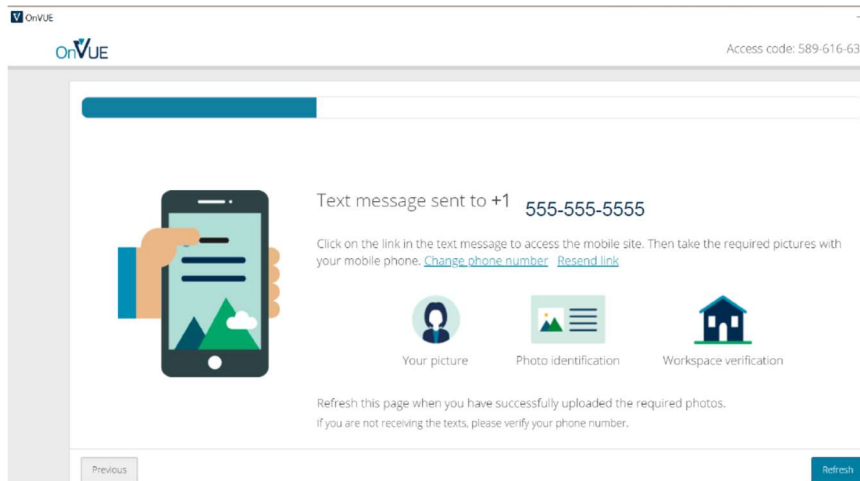 OnVUE
OnVUE
Access code: 589-616-63
Text message sent to +1 555-555-5555
Click on the link in the text message to access the mobile site. Then take the required pictures with
your mobile phone. Change phone number Resend link
Your picture Photo identification Workspace verification
Refresh this page when you have successfully uploaded the required photos.
If you are not receiving the texts, please verify your phone number.
Previous Refresh